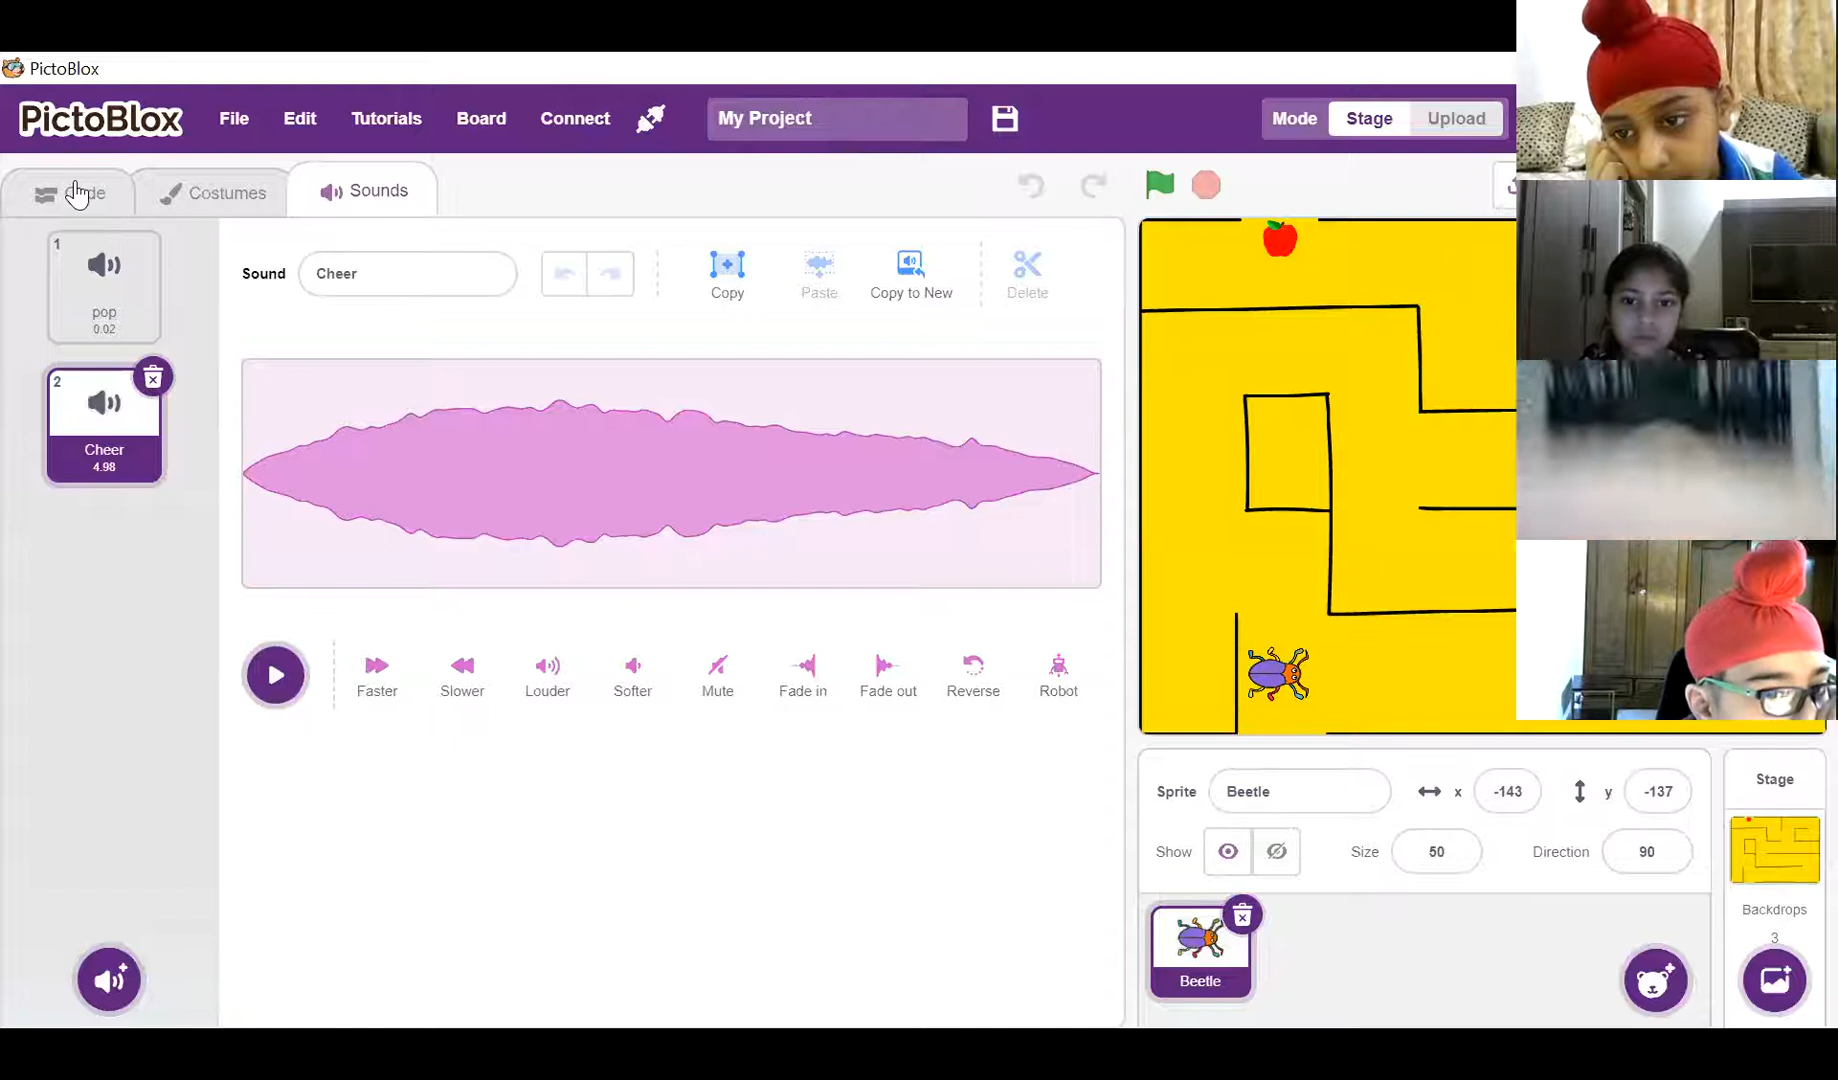 PictoBlox
PictoBlox File Edit Tutorials Board Connect My Project Mode Stage Upload
Costumes Sounds
1
pop
0.02
2
Cheer
4.98
Sound Cheer Copy Paste Copy to New Delete
Faster Slower Louder Softer Mute Fade in Fade out Reverse Robot
Sprite Beetle x -143 y -137
Show Size 50 Direction 90
Beetle
Stage
Backdrops
3